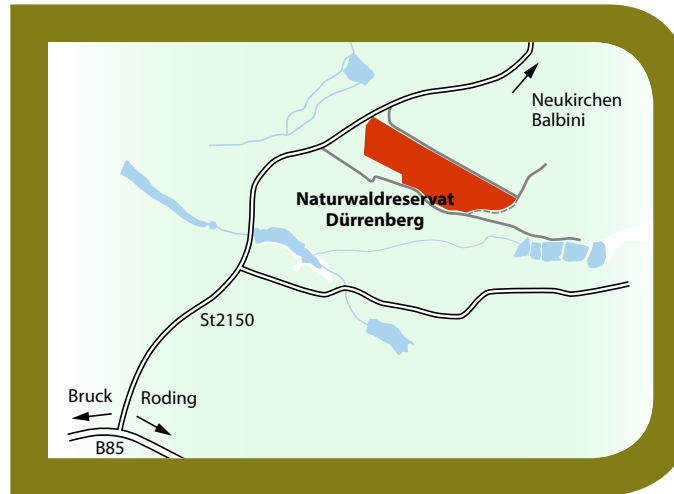 Neukirchen
Balbini
Naturwaldreservat
Dürrenberg
St2150
Bruck
Roding
B85